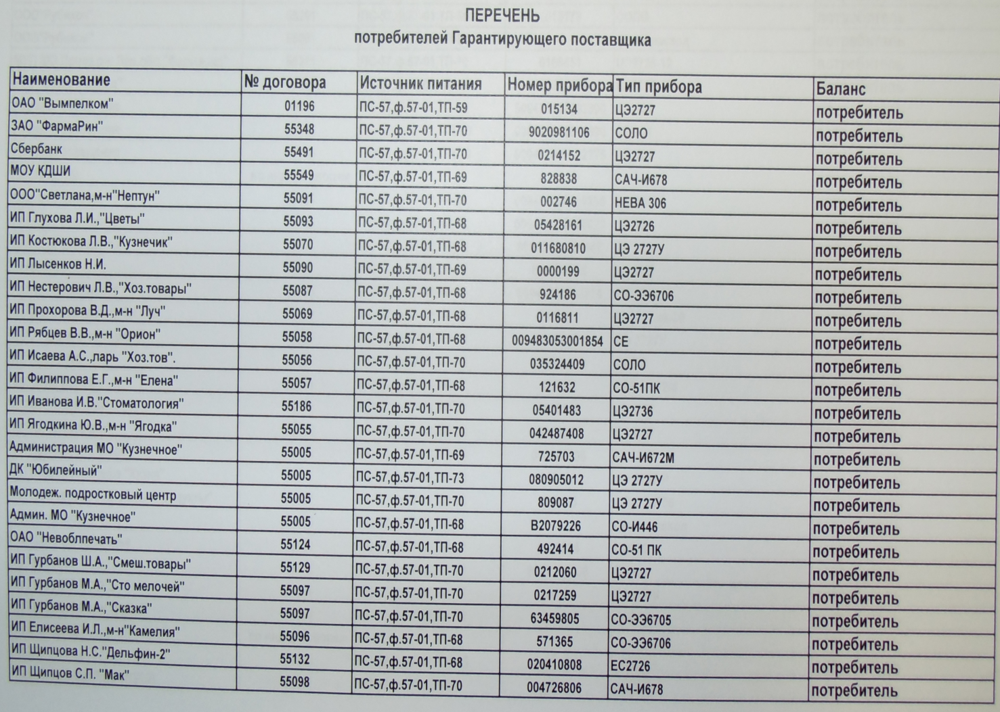 ПЕРЕЧЕНЬ
потребителей Гарантирующего поставщика
Наименование № договора Источник питания Номер прибора Тип прибора Баланс
ОАО "Вымпелком" 01196 ПС-57,ф.57-01,ТП-59 015134 ЦЭ2727 потребитель
ЗАО "ФармаРин" 55348 ПС-57,ф.57-01,ТП-70 9020981106 СОЛО потребитель
Сбербанк 55491 ПС-57,ф.57-01,ТП-70 0214152 ЦЭ2727 потребитель
МОУ КДШИ 55549 ПС-57,ф.57-01,ТП-69 828838 САЧ-И678 потребитель
ООО"Светлана,м-н"Нептун" 55091 ПС-57,ф.57-01,ТП-70 002746 НЕВА 306 потребитель
ИП Глухова Л.И.,"Цветы" 55093 ПС-57,ф.57-01,ТП-68 05428161 ЦЭ2726 потребитель
ИП Костюкова Л.В.,"Кузнечик" 55070 ПС-57,ф.57-01,ТП-68 011680810 ЦЭ 2727У потребитель
ИП Лысенков Н.И. 55090 ПС-57,ф.57-01,ТП-69 0000199 ЦЭ2727 потребитель
ИП Нестерович Л.В.,"Хоз.товары" 55087 ПС-57,ф.57-01,ТП-68 924186 СО-ЭЭ6706 потребитель
ИП Прохорова В.Д.,м-н "Луч" 55069 ПС-57,ф.57-01,ТП-68 0116811 ЦЭ2727 потребитель
ИП Рябцев В.В.,м-н "Орион" 55058 ПС-57,ф.57-01,ТП-68 009483053001854 СЕ потребитель
ИП Исаева А.С.,ларь "Хоз.тов". 55056 ПС-57,ф.57-01,ТП-70 035324409 СОЛО потребитель
ИП Филиппова Е.Г.,м-н "Елена" 55057 ПС-57,ф.57-01,ТП-68 121632 СО-51ПК потребитель
ИП Иванова И.В."Стоматология" 55186 ПС-57,ф.57-01,ТП-70 05401483 ЦЭ2736 потребитель
ИП Ягодкина Ю.В.,м-н "Ягодка" 55055 ПС-57,ф.57-01,ТП-70 042487408 ЦЭ2727 потребитель
Администрация МО "Кузнечное" 55005 ПС-57,ф.57-01,ТП-69 725703 САЧ-И672М потребитель
ДК "Юбилейный" 55005 ПС-57,ф.57-01,ТП-73 080905012 ЦЭ 2727У потребитель
Молодеж. подростковый центр 55005 ПС-57,ф.57-01,ТП-70 809087 ЦЭ 2727У потребитель
Админ. МО "Кузнечное" 55005 ПС-57,ф.57-01,ТП-68 В2079226 СО-И446 потребитель
ОАО "Невоблпечать" 55124 ПС-57,ф.57-01,ТП-68 492414 СО-51 ПК потребитель
ИП Гурбанов Ш.А.,"Смеш.товары" 55129 ПС-57,ф.57-01,ТП-70 0212060 ЦЭ2727 потребитель
ИП Гурбанов М.А.,"Сто мелочей" 55097 ПС-57,ф.57-01,ТП-70 0217259 ЦЭ2727 потребитель
ИП Гурбанов М.А.,"Сказка" 55097 ПС-57,ф.57-01,ТП-70 63459805 СО-ЭЭ6705 потребитель
ИП Елисеева И.Л.,м-н"Камелия" 55096 ПС-57,ф.57-01,ТП-68 571365 СО-ЭЭ6706 потребитель
ИП Щипцова Н.С."Дельфин-2" 55132 ПС-57,ф.57-01,ТП-68 020410808 ЕС2726 потребитель
ИП Щипцов С.П. "Мак" 55098 ПС-57,ф.57-01,ТП-70 004726806 САЧ-И678 потребитель